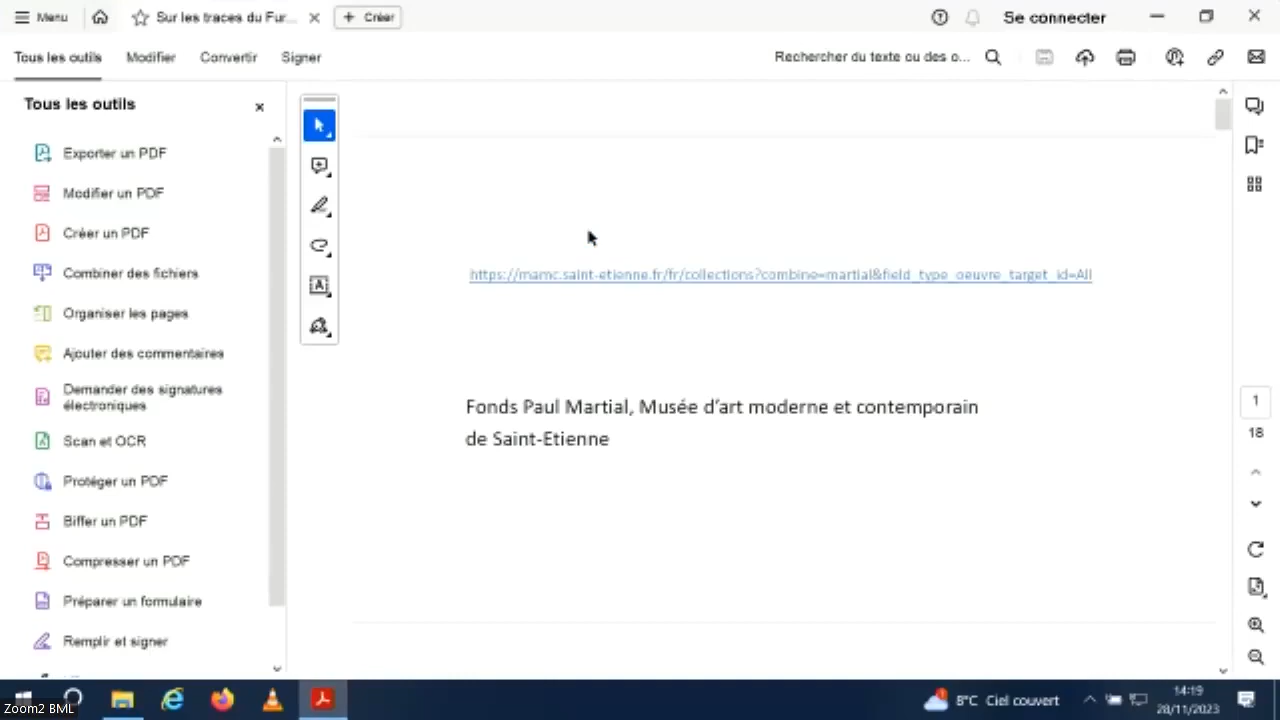 Menu
Sur les traces du Fur...
Créer
Se connecter
Tous les outils
Modifier
Convertir
Signer
Rechercher du texte ou des o...
Tous les outils
Exporter un PDF
Modifier un PDF
Créer un PDF
Combiner des fichiers
Organiser les pages
Ajouter des commentaires
Demander des signatures
électroniques
Scan et OCR
Protéger un PDF
Biffer un PDF
Compresser un PDF
Préparer un formulaire
Remplir et signer
https://mamc.saint-etienne.fr/fr/collections?combine=martial&field_type_oeuvre_target_id=All
Fonds Paul Martial, Musée d'art moderne et contemporain
de Saint-Etienne
1
18
Zoom2 BML
8°C Ciel couvert
14:19
28/11/2023